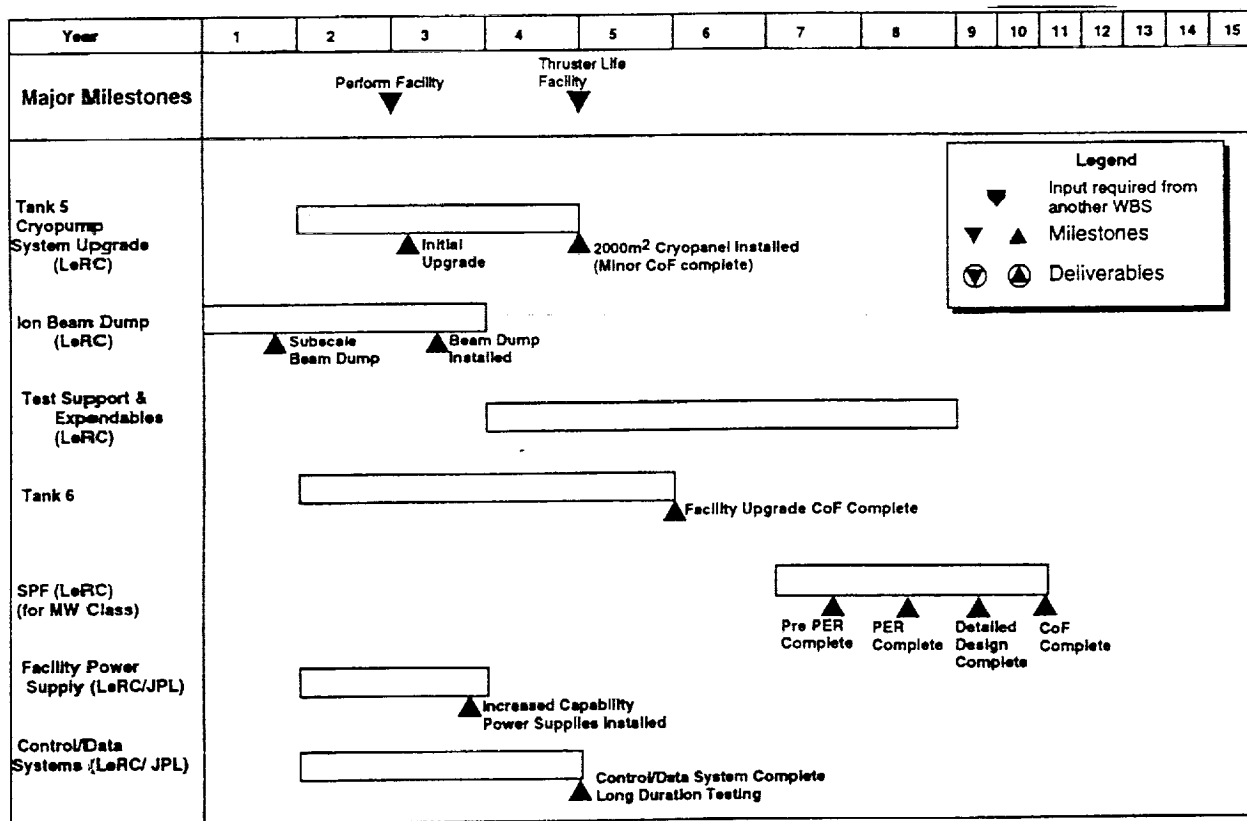 Year 1 2 3 4 5 6 7 8 9 10 11 12 13 14 15
Major Milestones
Perform Facility
Thruster Life
Facility
Legend
Input required from
another WBS
Milestones
Deliverables
Tank 5
Cryopump
System Upgrade
(LeRC)
Initial
Upgrade
2000m² Cryopanel Installed
(Minor CoF complete)
Ion Beam Dump
(LeRC)
Subscale
Beam Dump
Beam Dump
Installed
Test Support &
Expendables
(LeRC)
Tank 6
Facility Upgrade CoF Complete
SPF (LeRC)
(for MW Class)
Pre PER
Complete
PER
Complete
Detailed
Design
Complete
CoF
Complete
Facility Power
Supply (LeRC/JPL)
Increased Capability
Power Supplies Installed
Control/Data
Systems (LeRC/ JPL)
Control/Data System Complete
Long Duration Testing